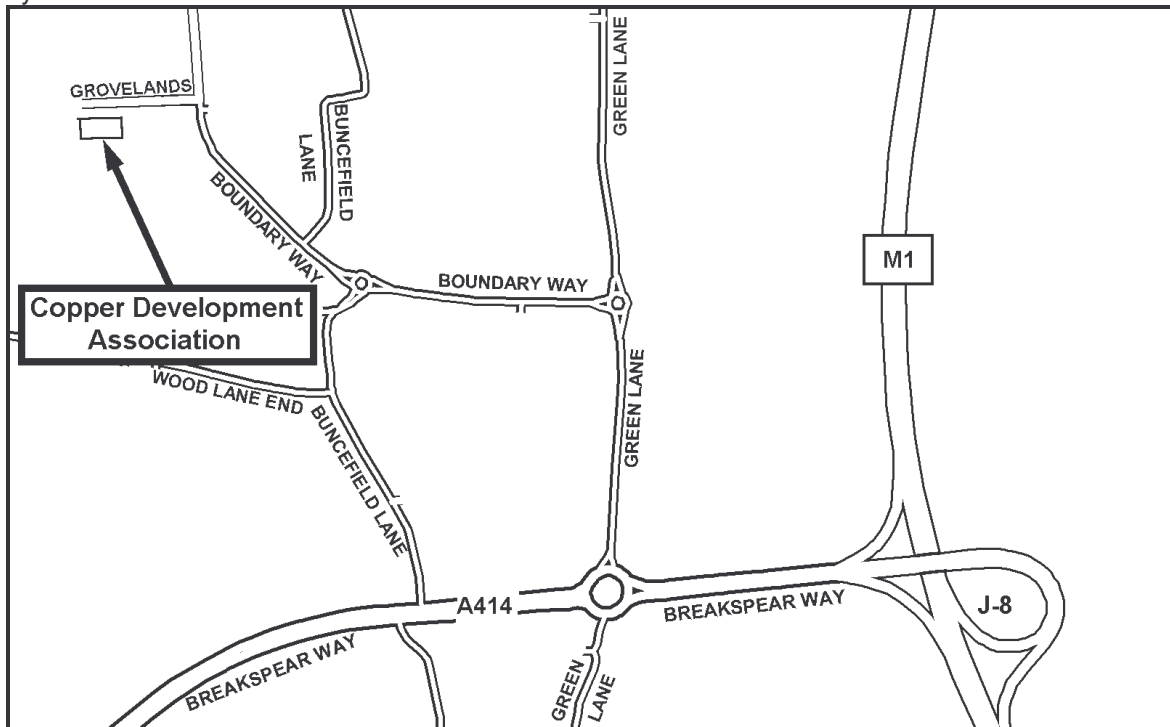 GREEN LANE
GROVELANDS
BUNCEFIELD
LANE
BOUNDARY WAY
M1
BOUNDARY WAY
Copper Development
Association
GREEN LANE
WOOD LANE END
BUNCEFIELD LANE
A414
BREAKSPEAR WAY
J-8
BREAKSPEAR WAY
GREEN
LANE